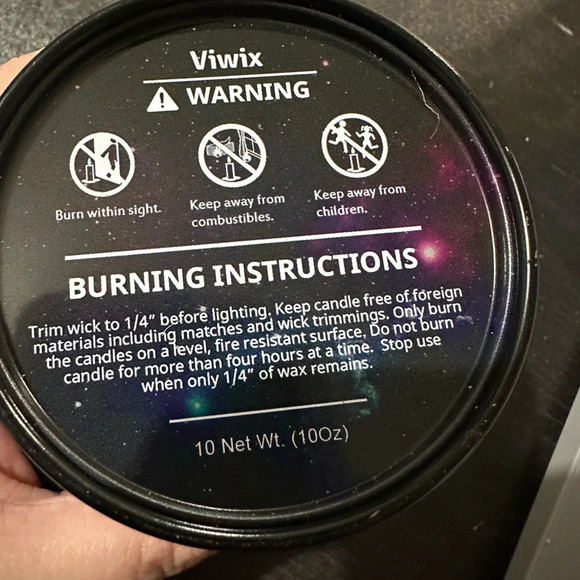 Viwix
WARNING
Burn within sight.
Keep away from
combustibles.
Keep away from
children.
BURNING INSTRUCTIONS
Trim wick to 1/4” before lighting. Keep candle free of foreign
materials including matches and wick trimmings. Only burn
the candles on a level, fire resistant surface. Do not burn
candle for more than four hours at a time. Stop use
when only 1/4” of wax remains.
10 Net Wt. (10Oz)